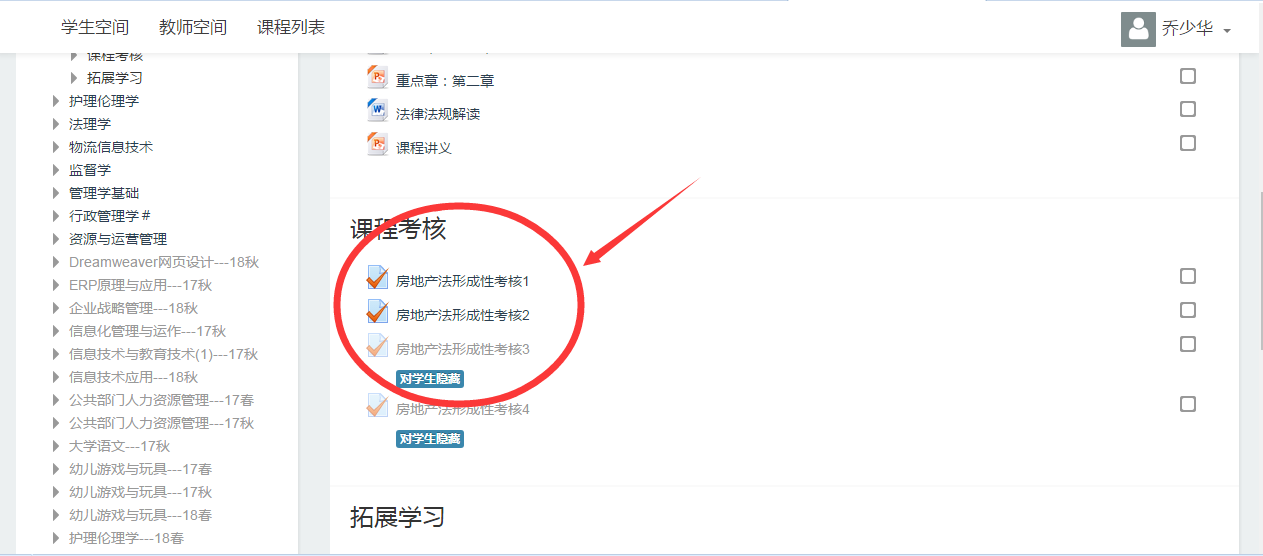 学生空间 教师空间 课程列表 乔少华
课程考核
拓展学习
护理伦理学
法理学
物流信息技术
监督学
管理学基础
行政管理学#
资源与运营管理
Dreamweaver网页设计---18秋
ERP原理与应用---17秋
企业战略管理---18秋
信息化管理与运作---17秋
信息技术与教育技术(1)---17秋
信息技术应用---18秋
公共部门人力资源管理---17春
公共部门人力资源管理---17秋
大学语文---17秋
幼儿游戏与玩具---17春
幼儿游戏与玩具---17秋
幼儿游戏与玩具---18春
护理伦理学---18春
重点章：第二章
法律法规解读
课程讲义
课程考核
房地产法形成性考核1
房地产法形成性考核2
房地产法形成性考核3
对学生隐藏
房地产法形成性考核4
对学生隐藏
拓展学习